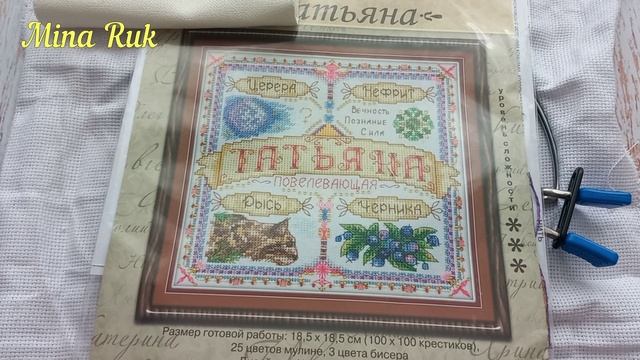 Mina Ruk
атьяна
Церера
Нефрит
Вечность
Познание
Сила
ТАТЬЯНА
ПОВЕЛЕВАЮЩАЯ
Рысь
Черника
уровень сложности
***
Размер готовой работы: 18,5 х 18,5 см (100 х 100 крестиков)
25 цветов мулине, 3 цвета бисера